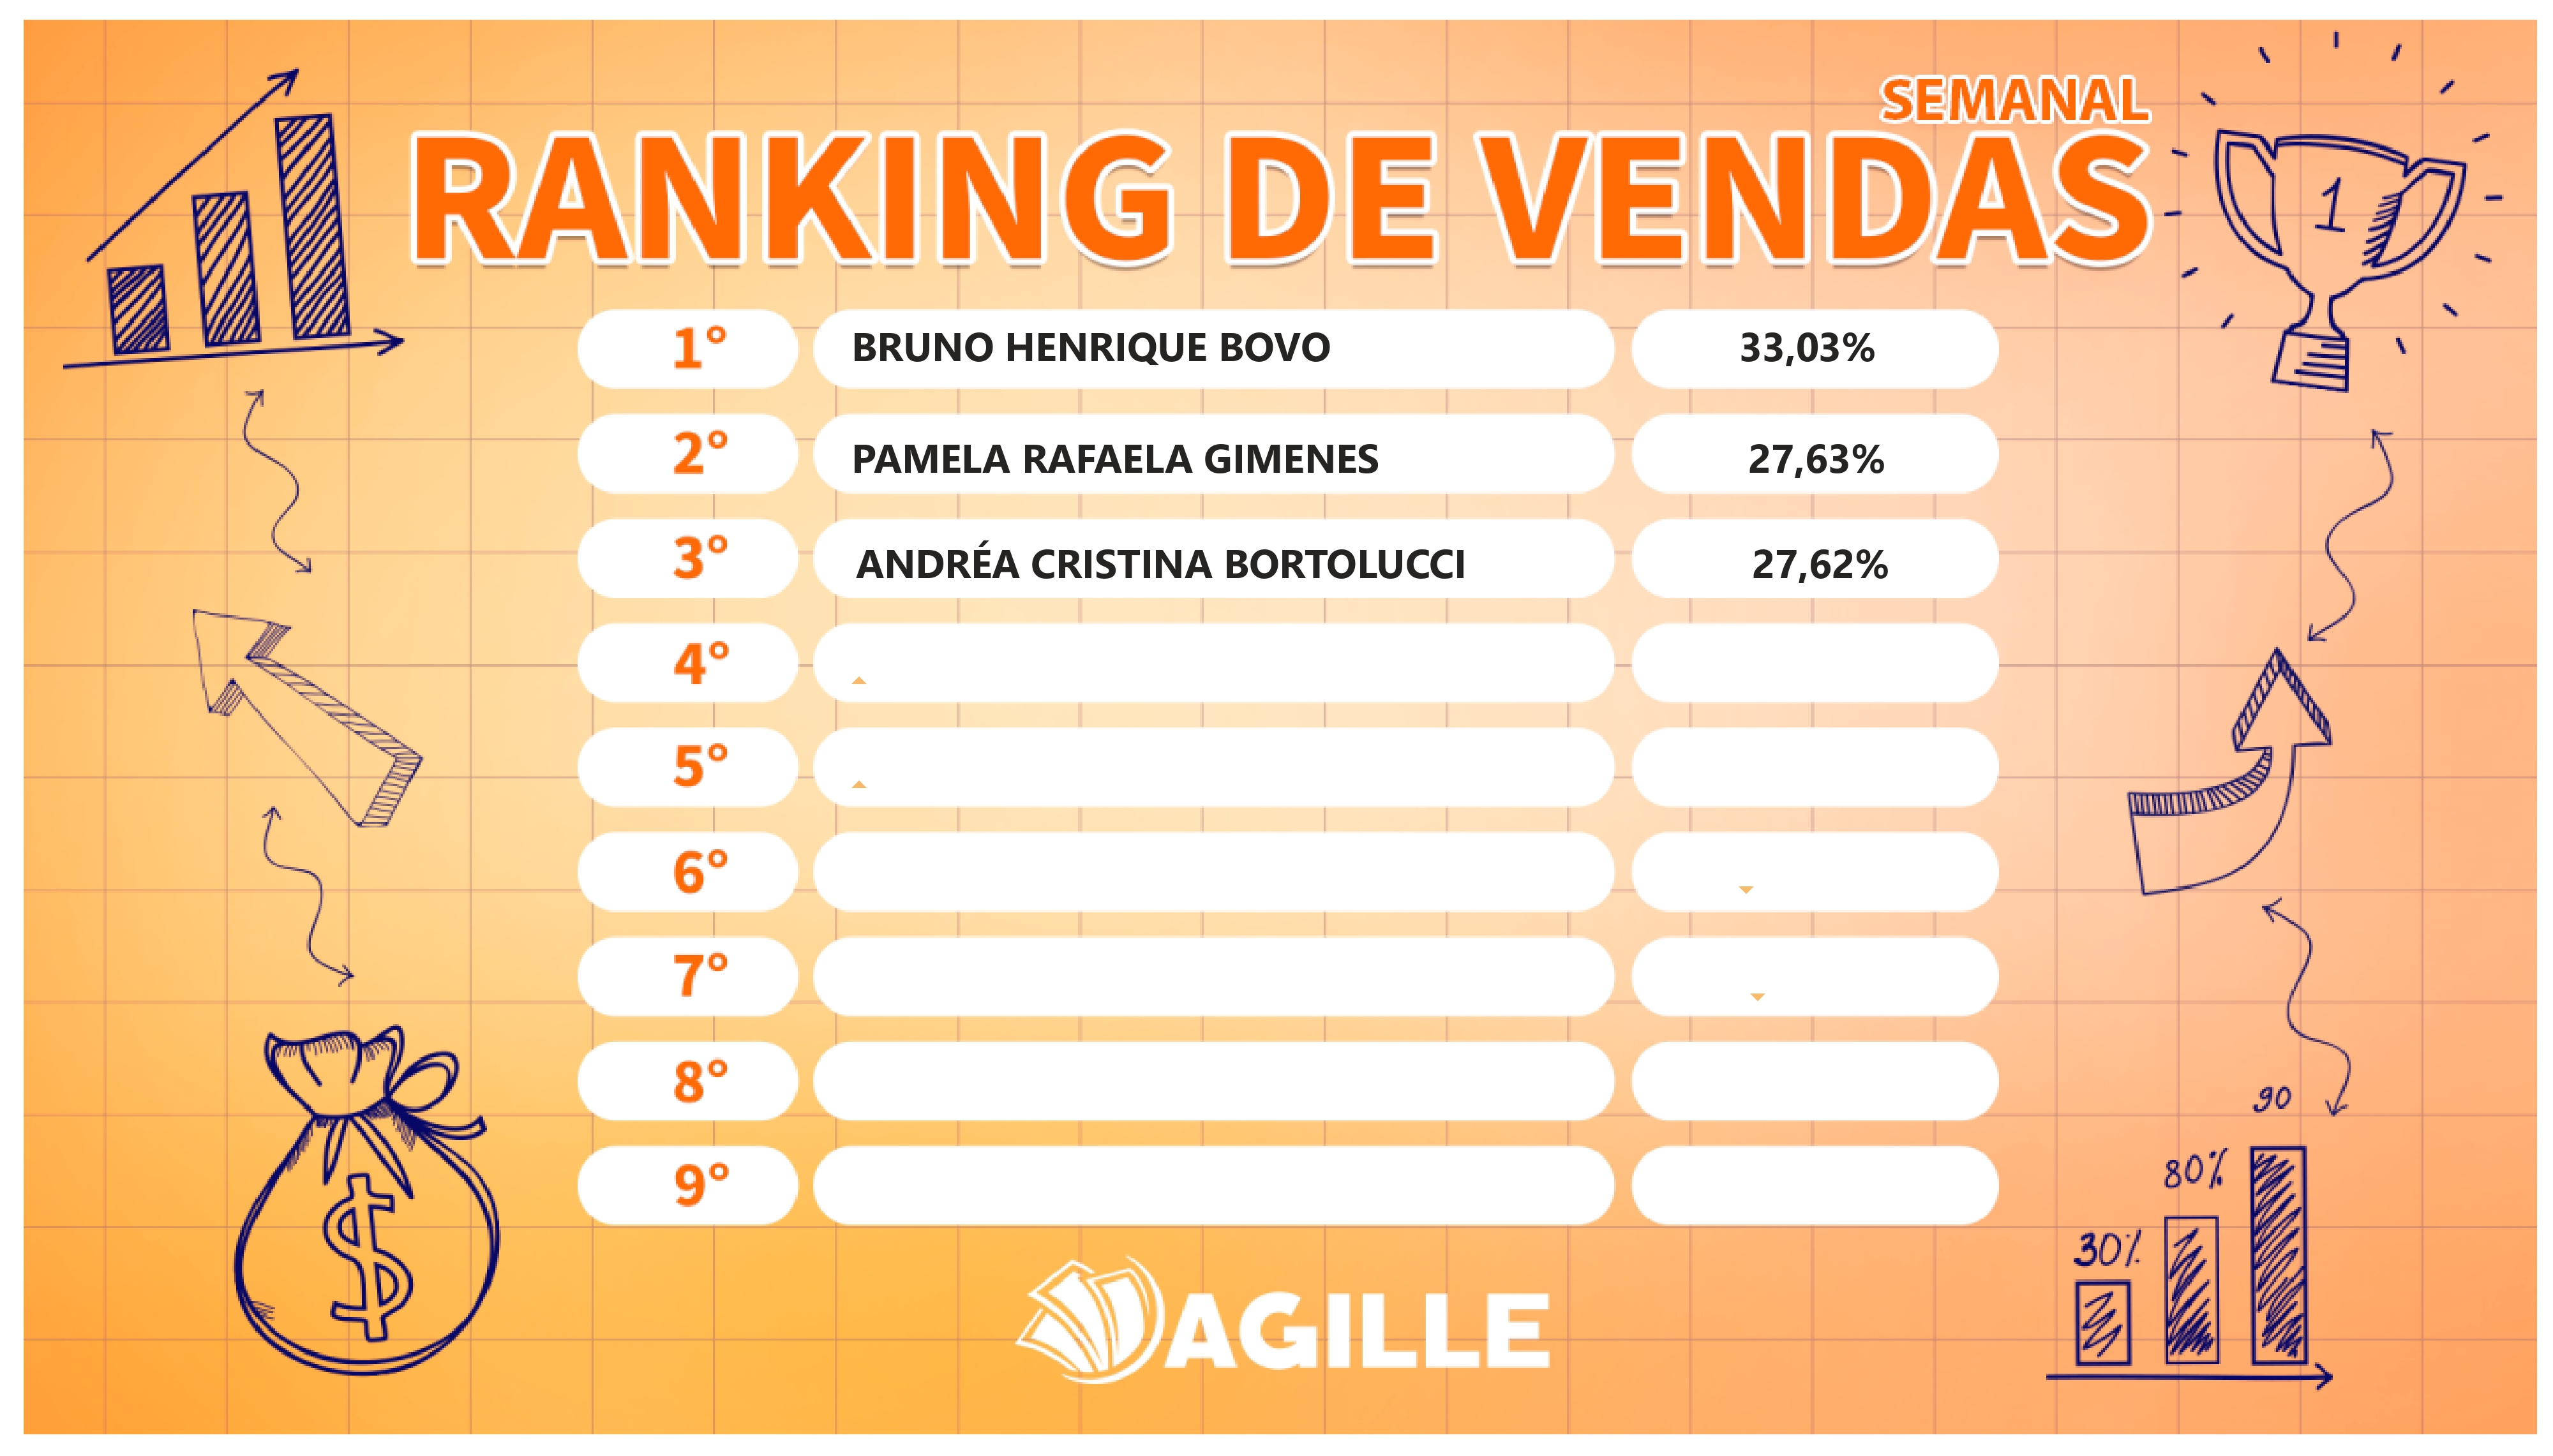 SEMANAL
RANKING DE VENDAS
1
1° BRUNO HENRIQUE BOVO 33,03%
2° PAMELA RAFAELA GIMENES 27,63%
3° ANDRÉA CRISTINA BORTOLUCCI 27,62%
4°
5°
6°
7°
8°
9°
90
80%
30%
$
AGILLE